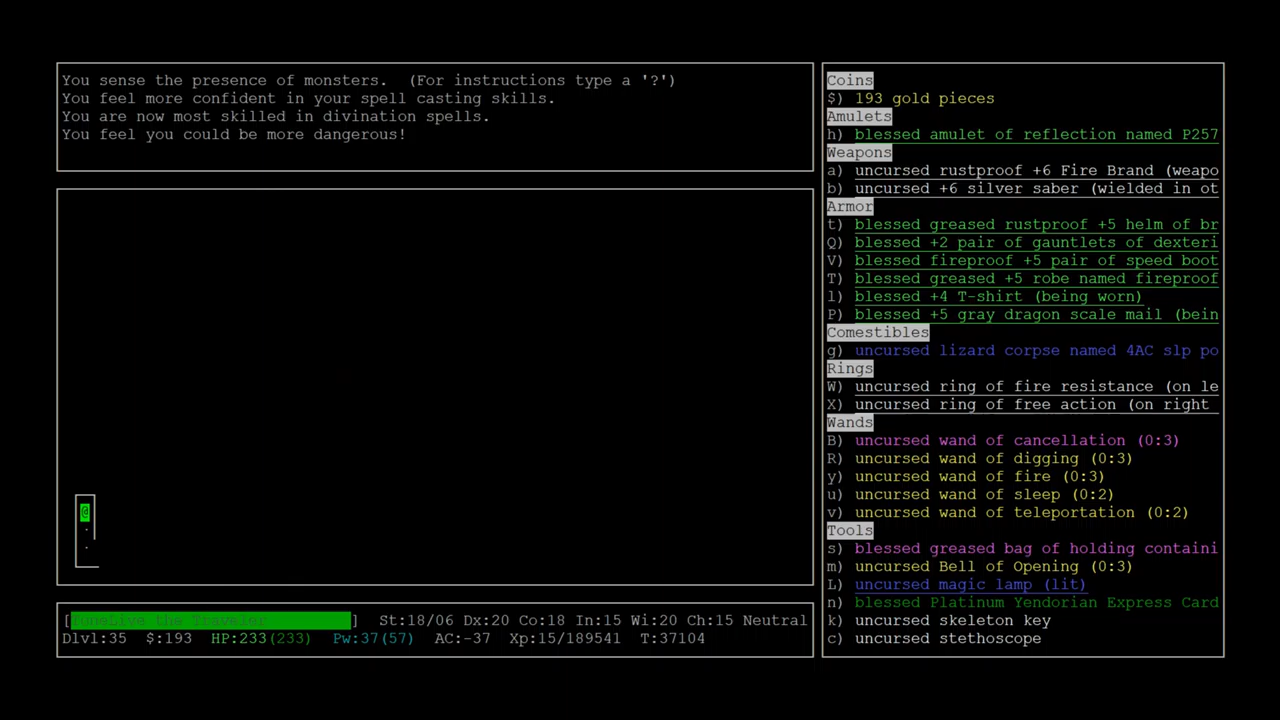 You sense the presence of monsters.  (For instructions type a '?')
You feel more confident in your spell casting skills.
You are now most skilled in divination spells.
You feel you could be more dangerous!
@
.
.
[TuneLive the Traveler] St:18/06 Dx:20 Co:18 In:15 Wi:20 Ch:15 Neutral
Dlvl:35 $:193 HP:233(233) Pw:37(57) AC:-37 Xp:15/189541 T:37104
Coins
$) 193 gold pieces
Amulets
h) blessed amulet of reflection named P257
Weapons
a) uncursed rustproof +6 Fire Brand (weapo
b) uncursed +6 silver saber (wielded in ot
Armor
t) blessed greased rustproof +5 helm of br
Q) blessed +2 pair of gauntlets of dexteri
V) blessed fireproof +5 pair of speed boot
T) blessed greased +5 robe named fireproof
l) blessed +4 T-shirt (being worn)
P) blessed +5 gray dragon scale mail (bein
Comestibles
g) uncursed lizard corpse named 4AC slp po
Rings
W) uncursed ring of fire resistance (on le
X) uncursed ring of free action (on right
Wands
B) uncursed wand of cancellation (0:3)
R) uncursed wand of digging (0:3)
y) uncursed wand of fire (0:3)
u) uncursed wand of sleep (0:2)
v) uncursed wand of teleportation (0:2)
Tools
s) blessed greased bag of holding containi
m) uncursed Bell of Opening (0:3)
L) uncursed magic lamp (lit)
n) blessed Platinum Yendorian Express Card
k) uncursed skeleton key
c) uncursed stethoscope